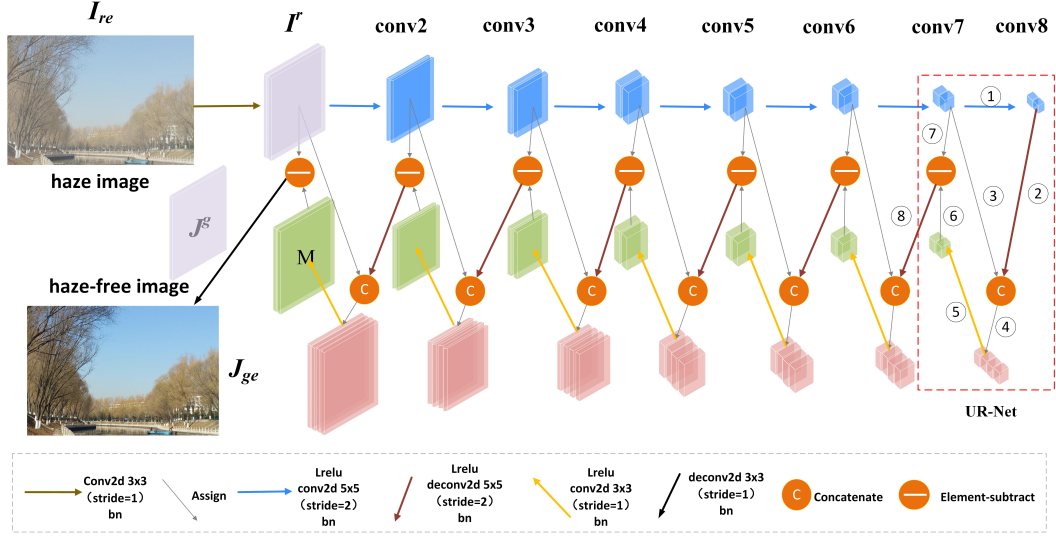 I_re
I^r
conv2
conv3
conv4
conv5
conv6
conv7
conv8
haze image
J^g
haze-free image
J_ge
M
C
C
C
C
C
C
C
①
②
③
④
⑤
⑥
⑦
⑧
UR-Net
Conv2d 3x3
(stride=1)
bn
Assign
Lrelu
conv2d 5x5
(stride=2)
bn
Lrelu
deconv2d 5x5
(stride=2)
bn
Lrelu
conv2d 3x3
(stride=1)
bn
deconv2d 3x3
(stride=1)
bn
C
Concatenate
Element-subtract